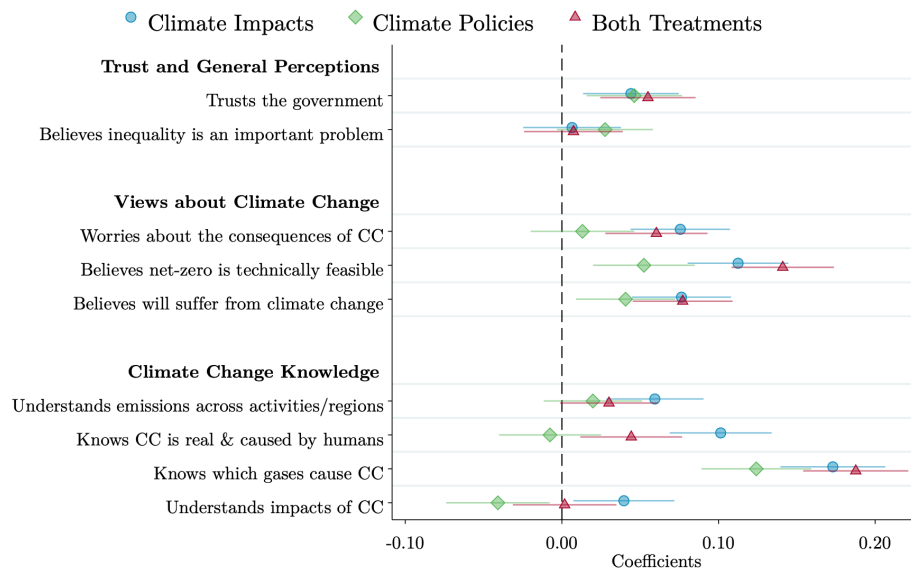 Climate Impacts Climate Policies Both Treatments
Trust and General Perceptions
Trusts the government
Believes inequality is an important problem
Views about Climate Change
Worries about the consequences of CC
Believes net-zero is technically feasible
Believes will suffer from climate change
Climate Change Knowledge
Understands emissions across activities/regions
Knows CC is real & caused by humans
Knows which gases cause CC
Understands impacts of CC
-0.10 0.00 0.10 0.20
Coefficients